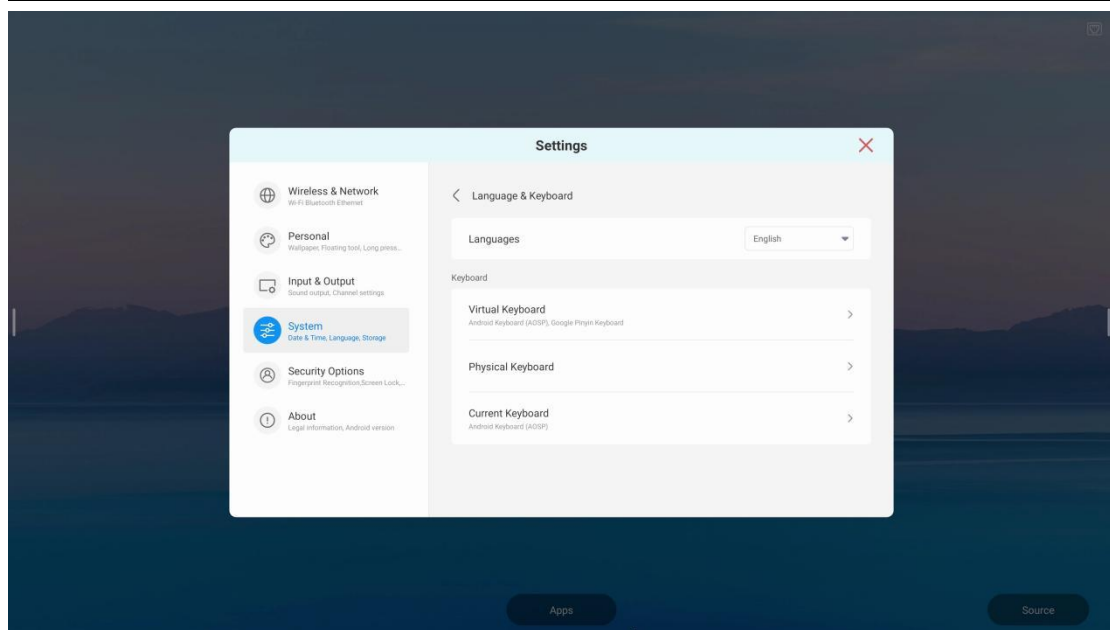 Settings
Wireless & Network
Wi-Fi Bluetooth Ethernet
Personal
Wallpaper, Floating tool, Long press...
Input & Output
Sound output, Channel settings
System
Date & Time, Language, Storage
Security Options
Fingerprint Recognition,Screen Lock,...
About
Legal information, Android version
Language & Keyboard
Languages
English
Keyboard
Virtual Keyboard
Android Keyboard (AOSP), Google Pinyin Keyboard
Physical Keyboard
Current Keyboard
Android Keyboard (AOSP)
Apps
Source